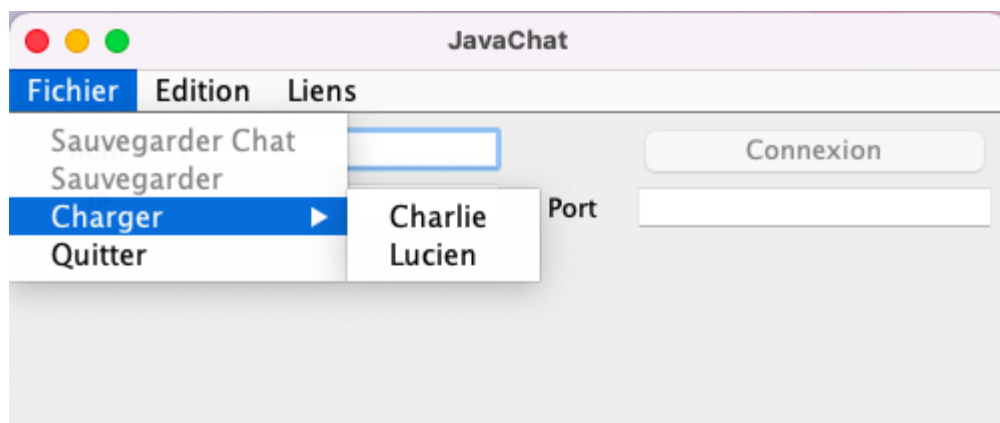 JavaChat
Fichier Edition Liens
Sauvegarder Chat
Connexion
Sauvegarder
Charger
Charlie
Port
Quitter
Lucien